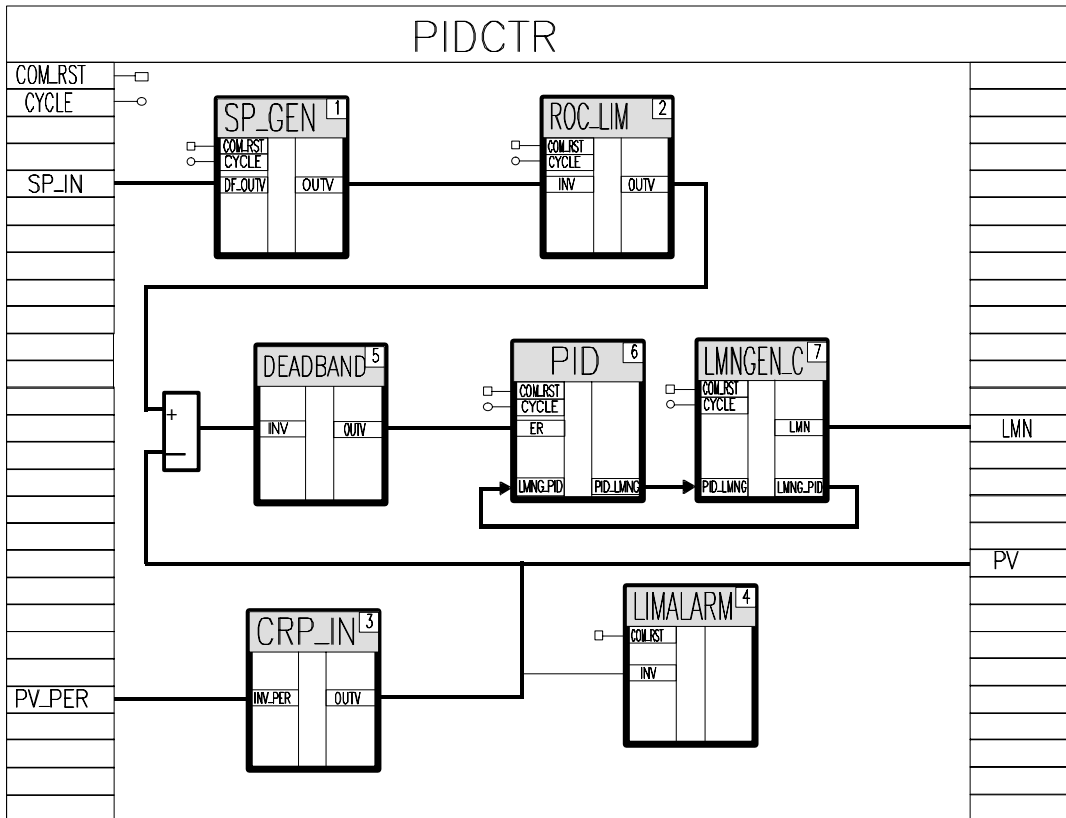 PIDCTR
COM_RST
CYCLE
SP_GEN 1
COM_RST
CYCLE
DF_OUTV OUTV
ROC_LIM 2
COM_RST
CYCLE
INV OUTV
SP_IN
DEADBAND 5
INV OUTV
PID 6
COM_RST
CYCLE
ER
LMNG_PID PID_LMNG
LMNGEN_C 7
COM_RST
CYCLE
LMN
PID_LMNG LMNG_PID
LMN
+
−
PV
CRP_IN 3
INV_PER OUTV
LIMALARM 4
COM_RST
INV
PV_PER